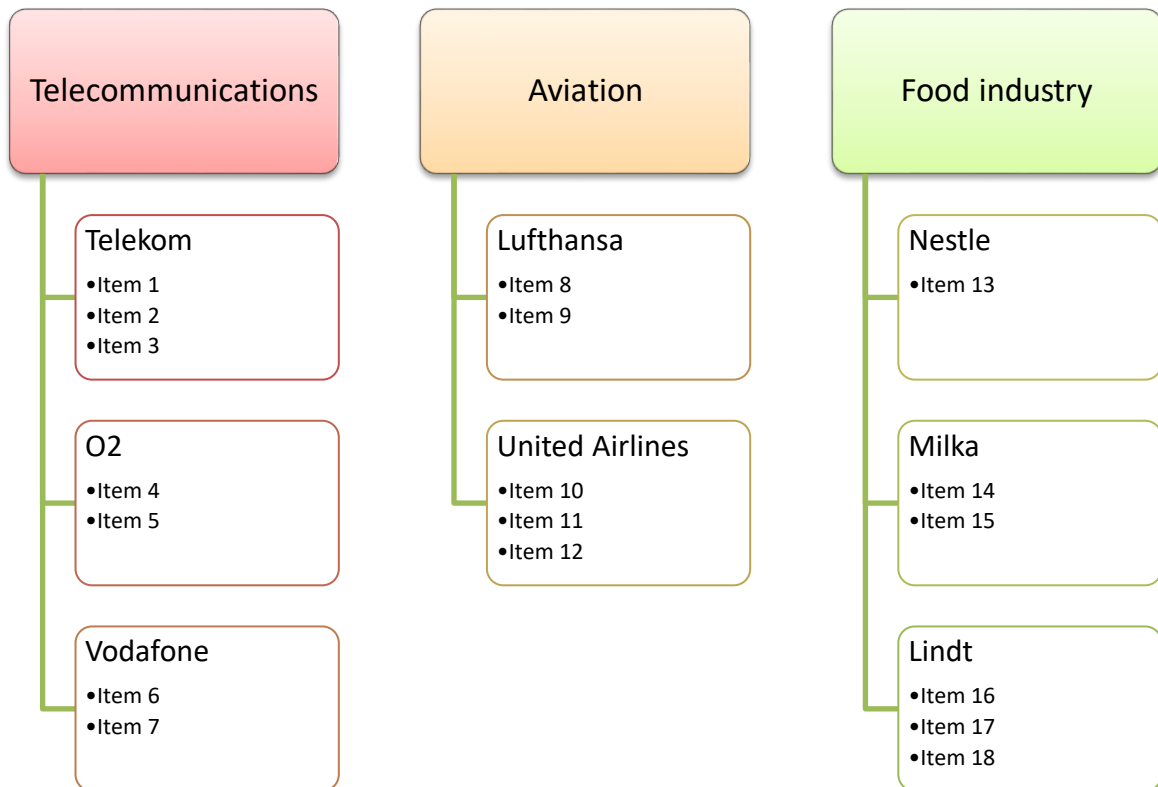 Telecommunications
Telekom
•Item 1
•Item 2
•Item 3
O2
•Item 4
•Item 5
Vodafone
•Item 6
•Item 7
Aviation
Lufthansa
•Item 8
•Item 9
United Airlines
•Item 10
•Item 11
•Item 12
Food industry
Nestle
•Item 13
Milka
•Item 14
•Item 15
Lindt
•Item 16
•Item 17
•Item 18